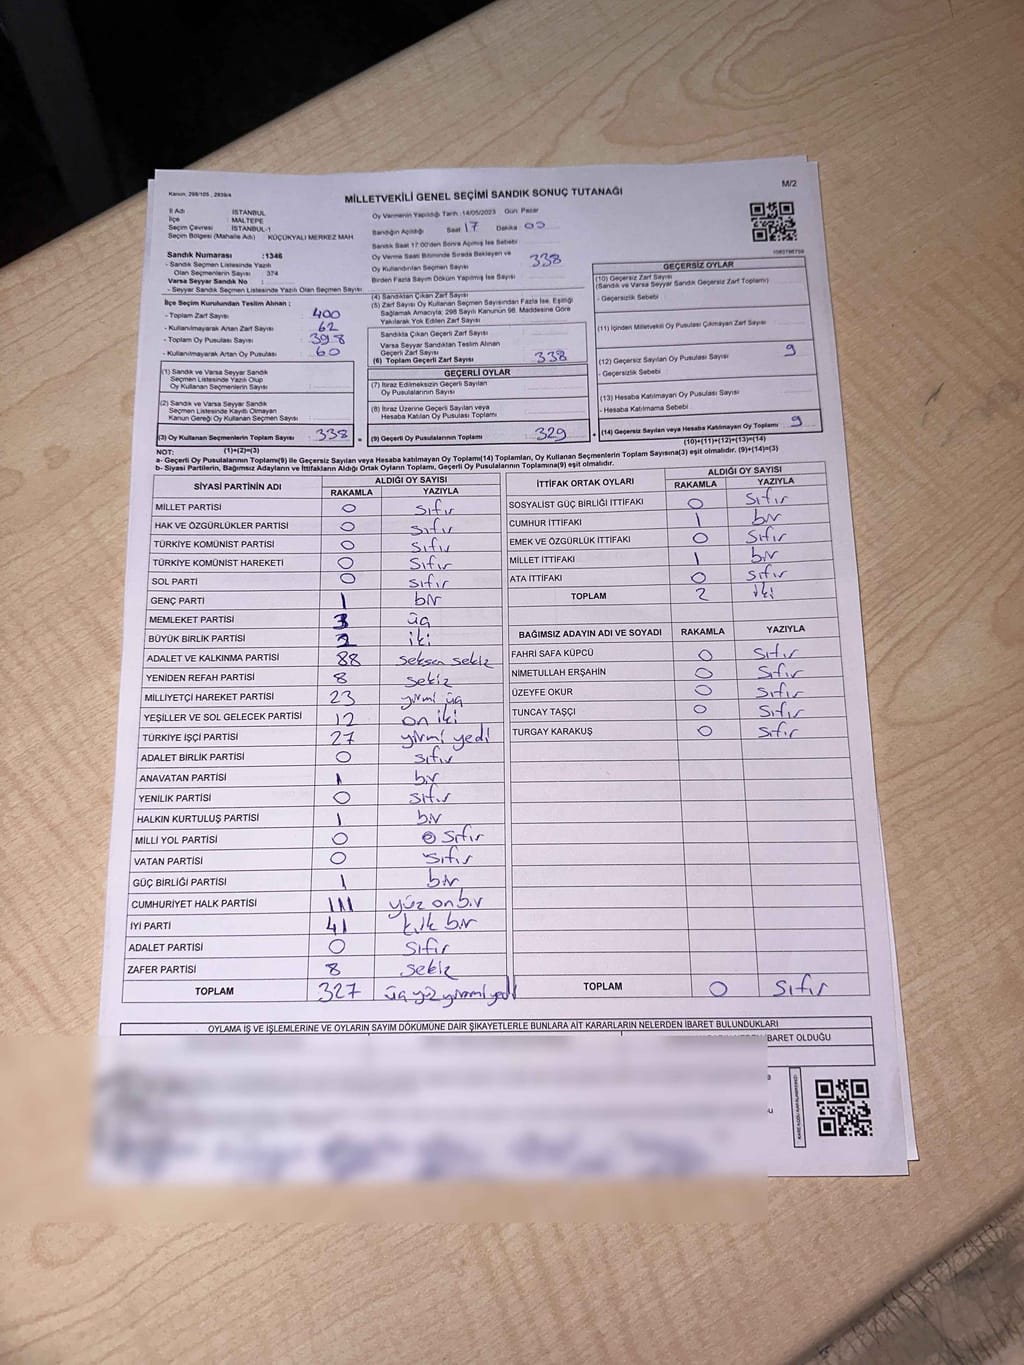 Kanun, 298/105 , 2839/4
MİLLETVEKİLİ GENEL SEÇİMİ SANDIK SONUÇ TUTANAĞI
M/2
İl Adı : İSTANBUL
İlçe : MALTEPE
Seçim Çevresi : İSTANBUL-1
Seçim Bölgesi (Mahalle Adı) : KÜÇÜKYALI MERKEZ MAH.
Sandık Numarası :1346
- Sandık Seçmen Listesinde Yazılı
Olan Seçmenlerin Sayısı : 374
Varsa Seyyar Sandık No :
- Seyyar Sandık Seçmen Listesinde Yazılı Olan Seçmen Sayısı
Oy Vermenin Yapıldığı Tarih :14/05/2023 Gün: Pazar
Sandığın Açıldığı Saat 17 Dakika 00
Sandık Saat 17:00'den Sonra Açılmış İse Sebebi
Oy Verme Saati Bitiminde Sırada Bekleyen ve
Oy Kullandırılan Seçmen Sayısı 338
Birden Fazla Sayım Döküm Yapılmış İse Sayısı
İlçe Seçim Kurulundan Teslim Alınan :
- Toplam Zarf Sayısı 400
- Kullanılmayarak Artan Zarf Sayısı 62
- Toplam Oy Pusulası Sayısı 398
- Kullanılmayarak Artan Oy Pusulası 60
(1) Sandık ve Varsa Seyyar Sandık
Seçmen Listesinde Yazılı Olup
Oy Kullanan Seçmenlerin Sayısı
(2) Sandık ve Varsa Seyyar Sandık
Seçmen Listesinde Kayıtlı Olmayan
Kanun Gereği Oy Kullanan Seçmen Sayısı
(3) Oy Kullanan Seçmenlerin Toplam Sayısı 338
(1)+(2)=(3)
(4) Sandıktan Çıkan Zarf Sayısı
(5) Zarf Sayısı Oy Kullanan Seçmen Sayısından Fazla İse, Eşitliği
Sağlamak Amacıyla; 298 Sayılı Kanunun 98. Maddesine Göre
Yakılarak Yok Edilen Zarf Sayısı
Sandıkta Çıkan Geçerli Zarf Sayısı
Varsa Seyyar Sandıktan Teslim Alınan
Geçerli Zarf Sayısı
(6) Toplam Geçerli Zarf Sayısı 338
GEÇERLİ OYLAR
(7) İtiraz Edilmeksizin Geçerli Sayılan
Oy Pusulalarının Sayısı
(8) İtiraz Üzerine Geçerli Sayılan veya
Hesaba Katılan Oy Pusulası Toplamı
= (9) Geçerli Oy Pusulalarının Toplamı 329
GEÇERSİZ OYLAR
(10) Geçersiz Zarf Sayısı
(Sandık ve Varsa Seyyar Sandık Geçersiz Zarf Toplamı)
- Geçersizlik Sebebi
(11) İçinden Milletvekili Oy Pusulası Çıkmayan Zarf Sayısı
(12) Geçersiz Sayılan Oy Pusulası Sayısı 9
- Geçersizlik Sebebi
(13) Hesaba Katılmayan Oy Pusulası Sayısı
- Hesaba Katılmama Sebebi
+ (14) Geçersiz Sayılan veya Hesaba Katılmayan Oy Toplamı 9
(10)+(11)+(12)+(13)=(14)
NOT:
a- Geçerli Oy Pusulalarının Toplamı(9) ile Geçersiz Sayılan veya Hesaba Katılmayan Oy Toplamı(14) Toplamları, Oy Kullanan Seçmenlerin Toplam Sayısına(3) eşit olmalıdır. (9)+(14)=(3)
b- Siyasi Partilerin, Bağımsız Adayların ve İttifakların Aldığı Ortak Oyların Toplamı, Geçerli Oy Pusulalarının Toplamına(9) eşit olmalıdır.
SİYASİ PARTİNİN ADI ALDIĞI OY SAYISI
RAKAMLA YAZIYLA
MİLLET PARTİSİ 0 sıfır
HAK VE ÖZGÜRLÜKLER PARTİSİ 0 sıfır
TÜRKİYE KOMÜNİST PARTİSİ 0 sıfır
TÜRKİYE KOMÜNİST HAREKETİ 0 sıfır
SOL PARTİ 0 sıfır
GENÇ PARTİ 1 bir
MEMLEKET PARTİSİ 3 üç
BÜYÜK BİRLİK PARTİSİ 2 iki
ADALET VE KALKINMA PARTİSİ 88 seksen sekiz
YENİDEN REFAH PARTİSİ 8 sekiz
MİLLİYETÇİ HAREKET PARTİSİ 23 yirmi üç
YEŞİLLER VE SOL GELECEK PARTİSİ 12 on iki
TÜRKİYE İŞÇİ PARTİSİ 27 yirmi yedi
ADALET BİRLİK PARTİSİ 0 sıfır
ANAVATAN PARTİSİ 1 bir
YENİLİK PARTİSİ 0 sıfır
HALKIN KURTULUŞ PARTİSİ 1 bir
MİLLİ YOL PARTİSİ 0 sıfır
VATAN PARTİSİ 0 sıfır
GÜÇ BİRLİĞİ PARTİSİ 1 bir
CUMHURİYET HALK PARTİSİ 111 yüz on bir
İYİ PARTİ 41 kırk bir
ADALET PARTİSİ 0 sıfır
ZAFER PARTİSİ 8 sekiz
TOPLAM 327 üç yüz yirmi yedi
İTTİFAK ORTAK OYLARI ALDIĞI OY SAYISI
RAKAMLA YAZIYLA
SOSYALİST GÜÇ BİRLİĞİ İTTİFAKI 0 sıfır
CUMHUR İTTİFAKI 1 bir
EMEK VE ÖZGÜRLÜK İTTİFAKI 0 sıfır
MİLLET İTTİFAKI 1 bir
ATA İTTİFAKI 0 sıfır
TOPLAM 2 iki
BAĞIMSIZ ADAYIN ADI VE SOYADI RAKAMLA YAZIYLA
FAHRİ SAFA KÜPCÜ 0 sıfır
NİMETULLAH ERŞAHİN 0 sıfır
ÜZEYFE OKUR 0 sıfır
TUNCAY TAŞÇI 0 sıfır
TURGAY KARAKUŞ 0 sıfır
TOPLAM 0 sıfır
OYLAMA İŞ VE İŞLEMLERİNE VE OYLARIN SAYIM DÖKÜMÜNE DAİR ŞİKAYETLERLE BUNLARA AİT KARARLARIN NELERDEN İBARET BULUNDUKLARI
İBARET OLDUĞU